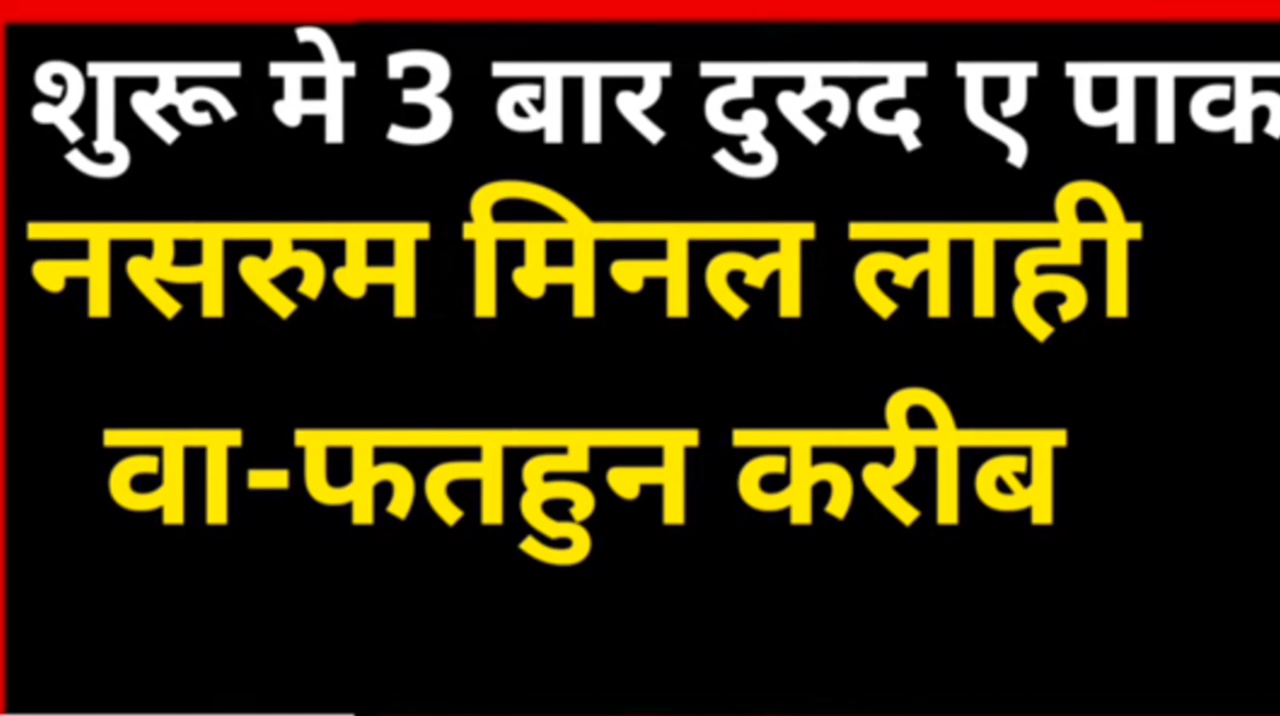 शुरू मे 3 बार दुरुद ए पाक
नसरुम मिनल लाही
वा-फतहुन करीब